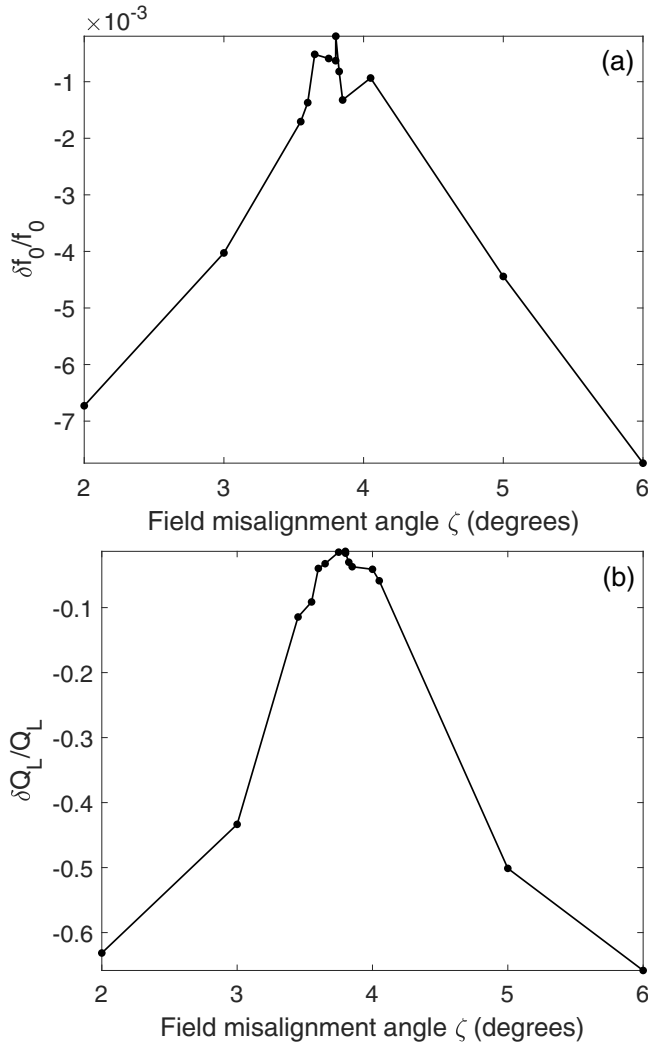 ×10⁻³
(a)
-1
-2
-3
-4
-5
-6
-7
δf₀/f₀
2 3 4 5 6
Field misalignment angle ζ (degrees)
(b)
-0.1
-0.2
-0.3
-0.4
-0.5
-0.6
δQ_L/Q_L
2 3 4 5 6
Field misalignment angle ζ (degrees)